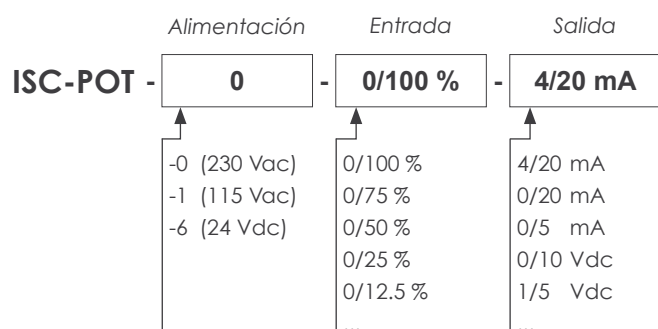 Alimentación Entrada Salida
ISC-POT - 0 - 0/100 % - 4/20 mA
-0 (230 Vac) 0/100 % 4/20 mA
-1 (115 Vac) 0/75 % 0/20 mA
-6 (24 Vdc) 0/50 % 0/5 mA
0/25 % 0/10 Vdc
0/12.5 % 1/5 Vdc
... ...